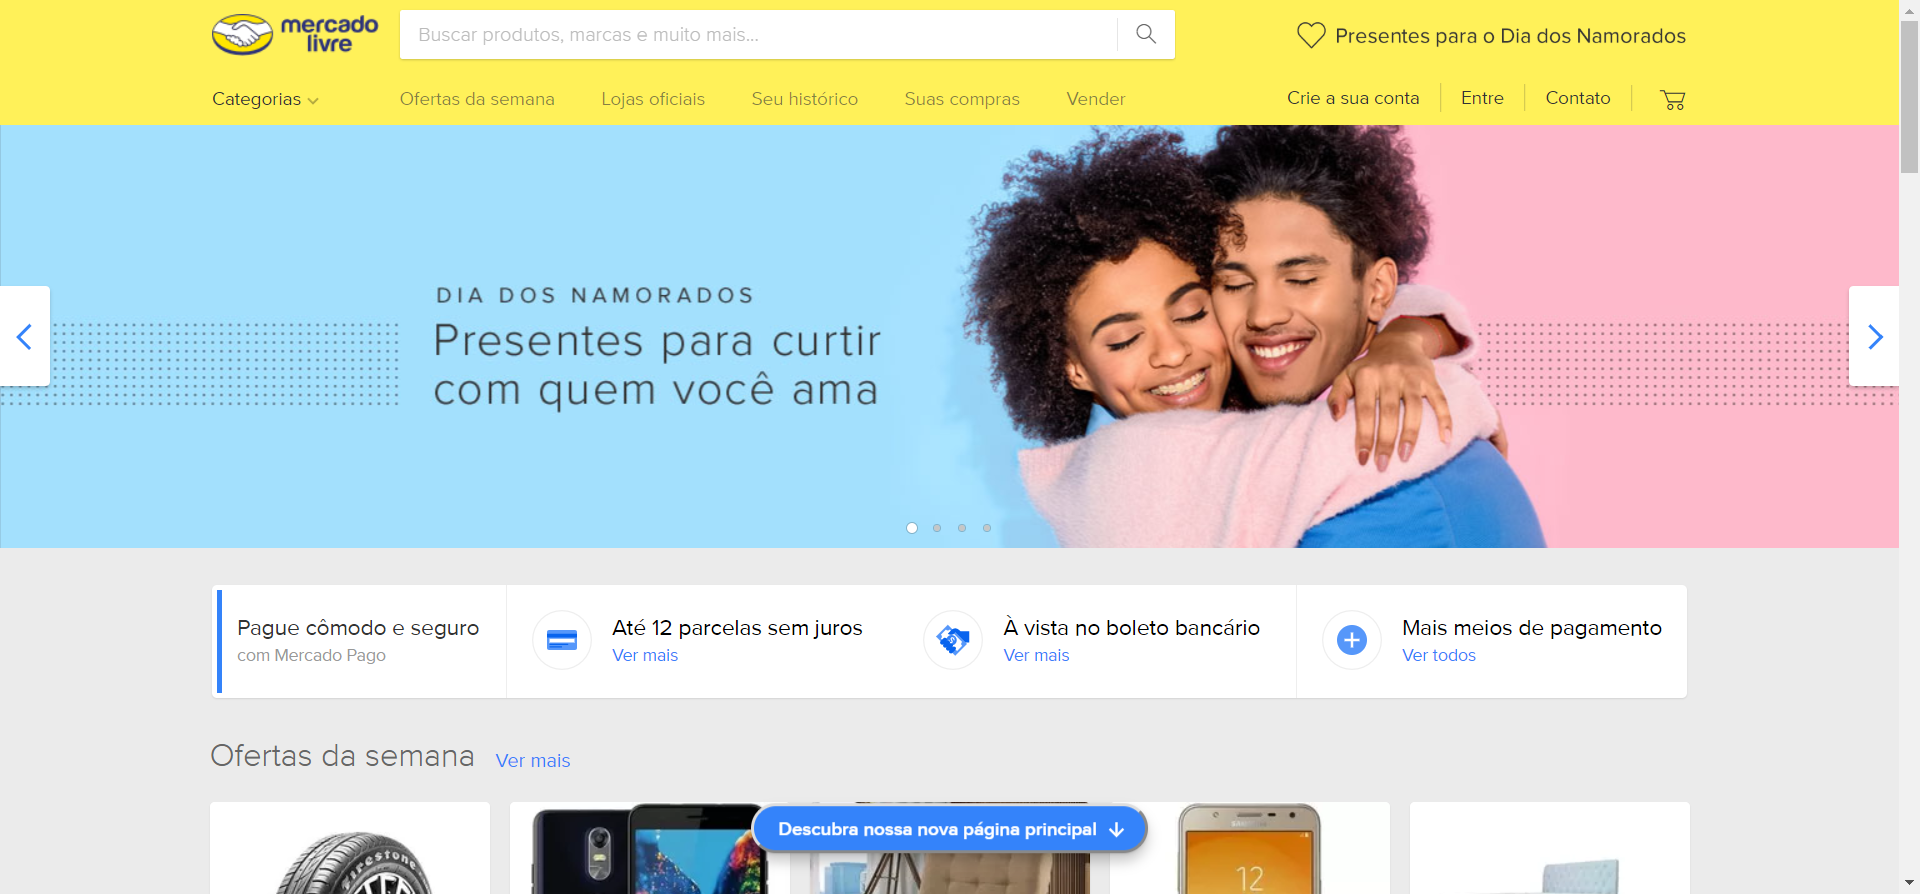 mercado
livre
Buscar produtos, marcas e muito mais...
Presentes para o Dia dos Namorados
Categorias
Ofertas da semana
Lojas oficiais
Seu histórico
Suas compras
Vender
Crie a sua conta
Entre
Contato
DIA DOS NAMORADOS
Presentes para curtir
com quem você ama
Pague cômodo e seguro
com Mercado Pago
Até 12 parcelas sem juros
Ver mais
À vista no boleto bancário
Ver mais
Mais meios de pagamento
Ver todos
Ofertas da semana
Ver mais
Firestone
SAMSUNG
12
Descubra nossa nova página principal